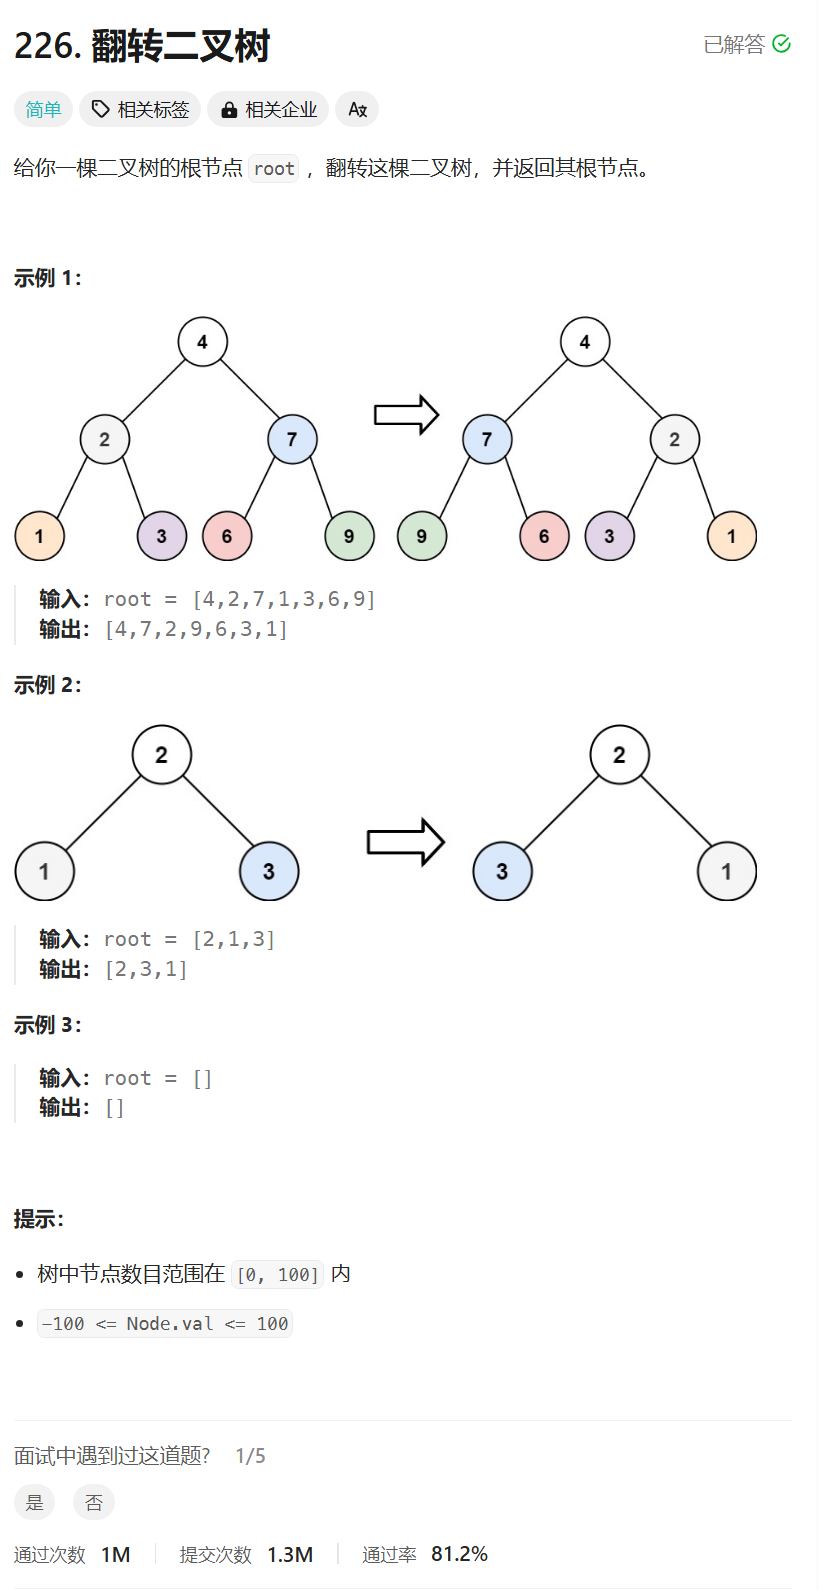 226. 翻转二叉树
已解答
简单 相关标签 相关企业
给你一棵二叉树的根节点 root ，翻转这棵二叉树，并返回其根节点。
示例 1：
4 4
2 7 7 2
1 3 6 9 9 6 3 1
输入：root = [4,2,7,1,3,6,9]
输出：[4,7,2,9,6,3,1]
示例 2：
2 2
1 3 3 1
输入：root = [2,1,3]
输出：[2,3,1]
示例 3：
输入：root = []
输出：[]
提示：
树中节点数目范围在 [0, 100] 内
-100 <= Node.val <= 100
面试中遇到过这道题? 1/5
是 否
通过次数 1M 提交次数 1.3M 通过率 81.2%